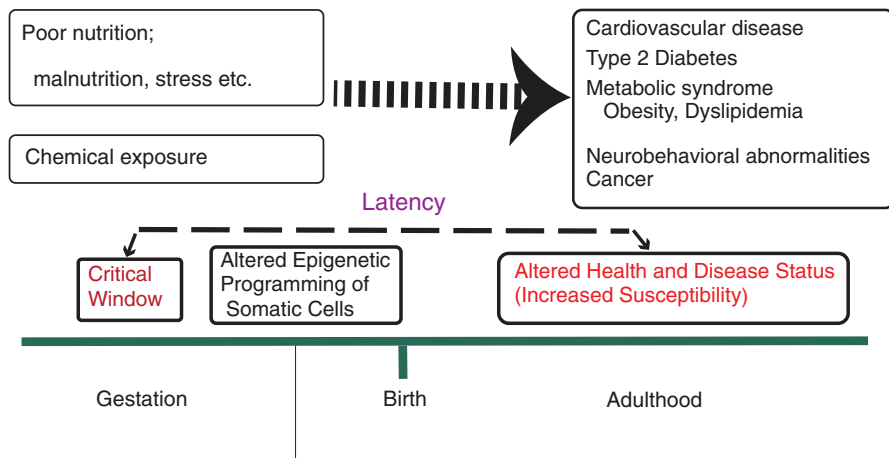 Poor nutrition;
malnutrition, stress etc.
Chemical exposure
Cardiovascular disease
Type 2 Diabetes
Metabolic syndrome
Obesity, Dyslipidemia
Neurobehavioral abnormalities
Cancer
Latency
Critical
Window
Altered Epigenetic
Programming of
Somatic Cells
Altered Health and Disease Status
(Increased Susceptibility)
Gestation
Birth
Adulthood